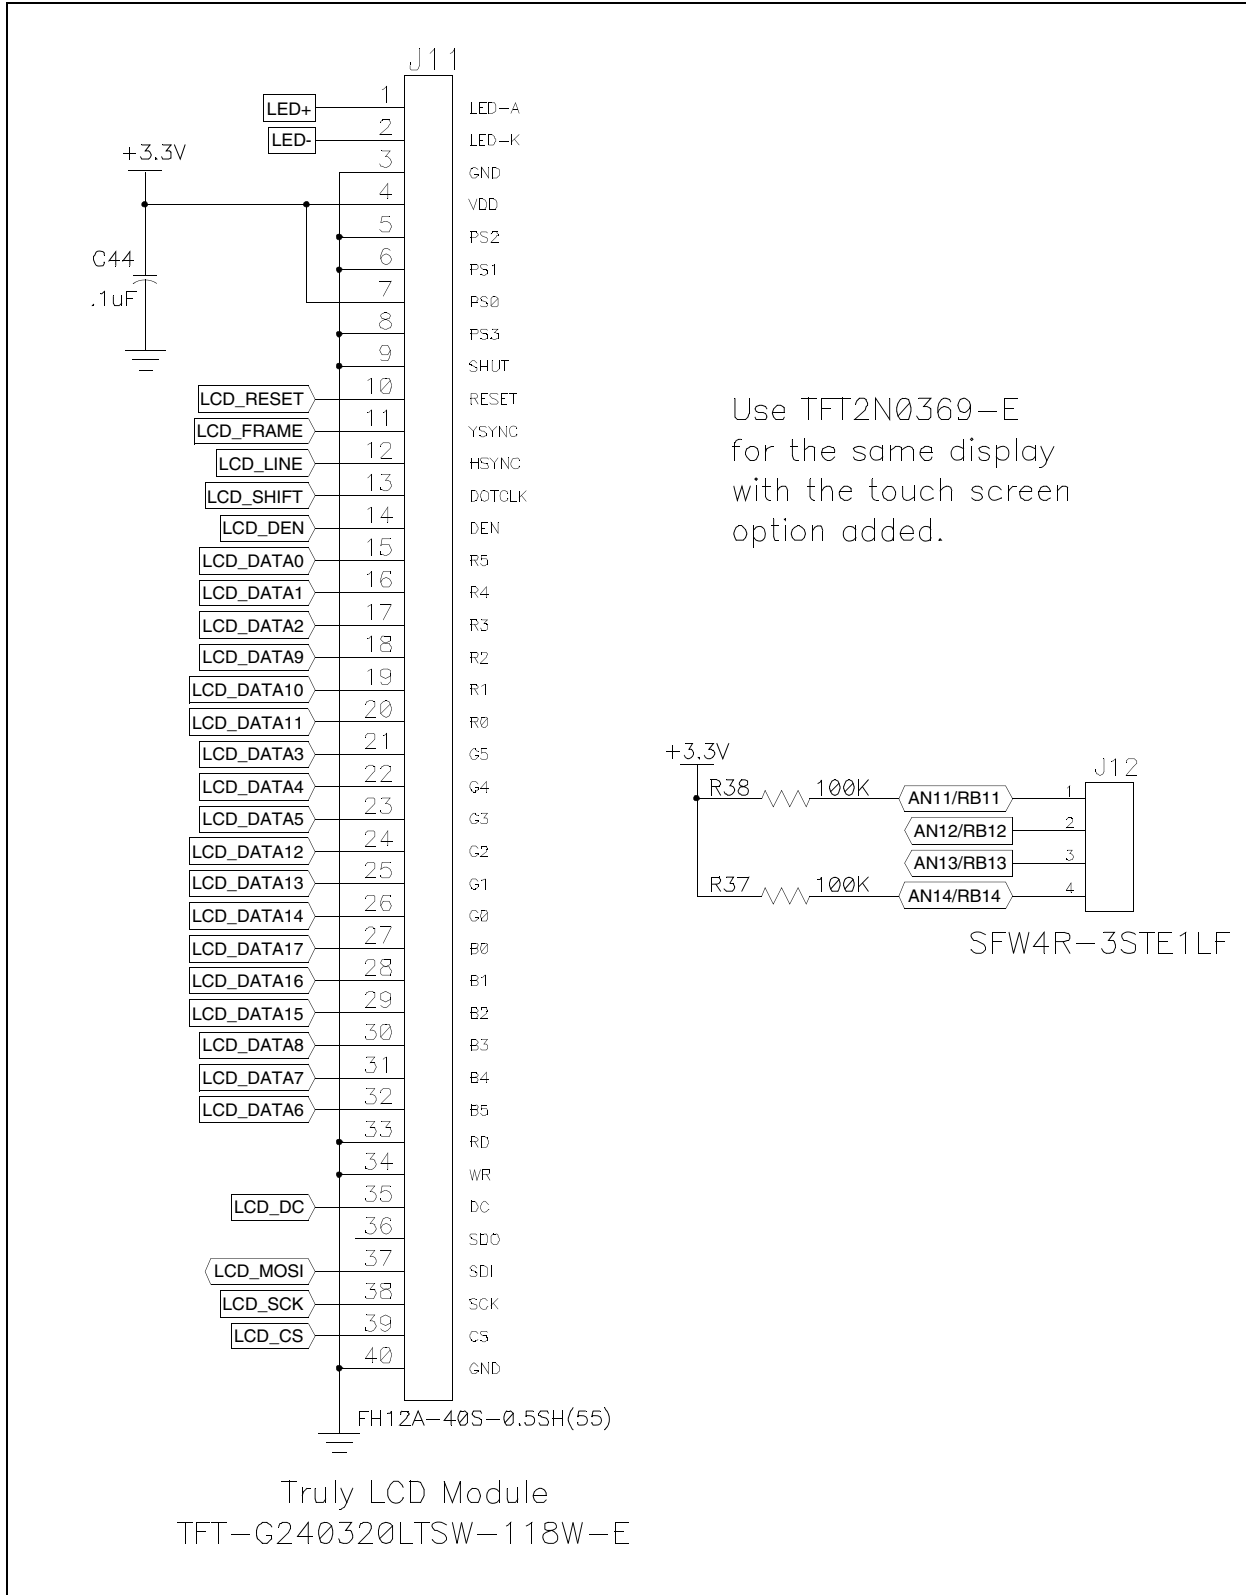 J11
LED+ 1 LED-A
LED- 2 LED-K
+3.3V
3 GND
4 VDD
5 PS2
C44
6 PS1
.1uF
7 PS0
8 PS3
9 SHUT
LCD_RESET 10 RESET
LCD_FRAME 11 YSYNC
LCD_LINE 12 HSYNC
LCD_SHIFT 13 DOTCLK
LCD_DEN 14 DEN
LCD_DATA0 15 R5
LCD_DATA1 16 R4
LCD_DATA2 17 R3
LCD_DATA9 18 R2
LCD_DATA10 19 R1
LCD_DATA11 20 R0
LCD_DATA3 21 G5
LCD_DATA4 22 G4
LCD_DATA5 23 G3
LCD_DATA12 24 G2
LCD_DATA13 25 G1
LCD_DATA14 26 G0
LCD_DATA17 27 B0
LCD_DATA16 28 B1
LCD_DATA15 29 B2
LCD_DATA8 30 B3
LCD_DATA7 31 B4
LCD_DATA6 32 B5
33 RD
34 WR
LCD_DC 35 DC
36 SDO
LCD_MOSI 37 SDI
LCD_SCK 38 SCK
LCD_CS 39 CS
40 GND
FH12A-40S-0.5SH(55)
Truly LCD Module
TFT-G240320LTSW-118W-E
Use TFT2N0369-E
for the same display
with the touch screen
option added.
+3.3V
J12
R38 100K AN11/RB11 1
AN12/RB12 2
AN13/RB13 3
R37 100K AN14/RB14 4
SFW4R-3STE1LF